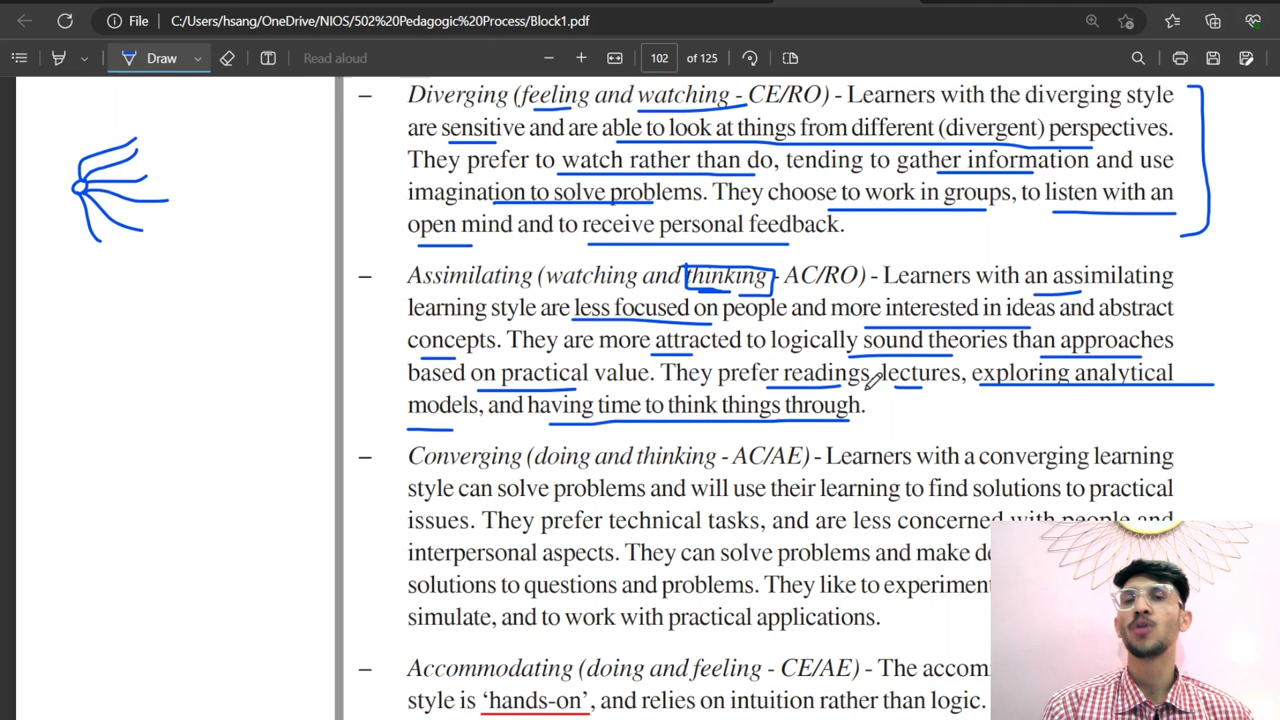 File
C:/Users/hsang/OneDrive/NIOS/502%20Pedagogic%20Process/Block1.pdf
Draw
Read aloud
102 of 125
– Diverging (feeling and watching - CE/RO) - Learners with the diverging style
are sensitive and are able to look at things from different (divergent) perspectives.
They prefer to watch rather than do, tending to gather information and use
imagination to solve problems. They choose to work in groups, to listen with an
open mind and to receive personal feedback.
– Assimilating (watching and thinking - AC/RO) - Learners with an assimilating
learning style are less focused on people and more interested in ideas and abstract
concepts. They are more attracted to logically sound theories than approaches
based on practical value. They prefer readings, lectures, exploring analytical
models, and having time to think things through.
– Converging (doing and thinking - AC/AE) - Learners with a converging learning
style can solve problems and will use their learning to find solutions to practical
issues. They prefer technical tasks, and are less concerned with people and
interpersonal aspects. They can solve problems and make
solutions to questions and problems. They like to experiment
simulate, and to work with practical applications.
– Accommodating (doing and feeling - CE/AE) - The
style is ‘hands-on’, and relies on intuition rather than logic.